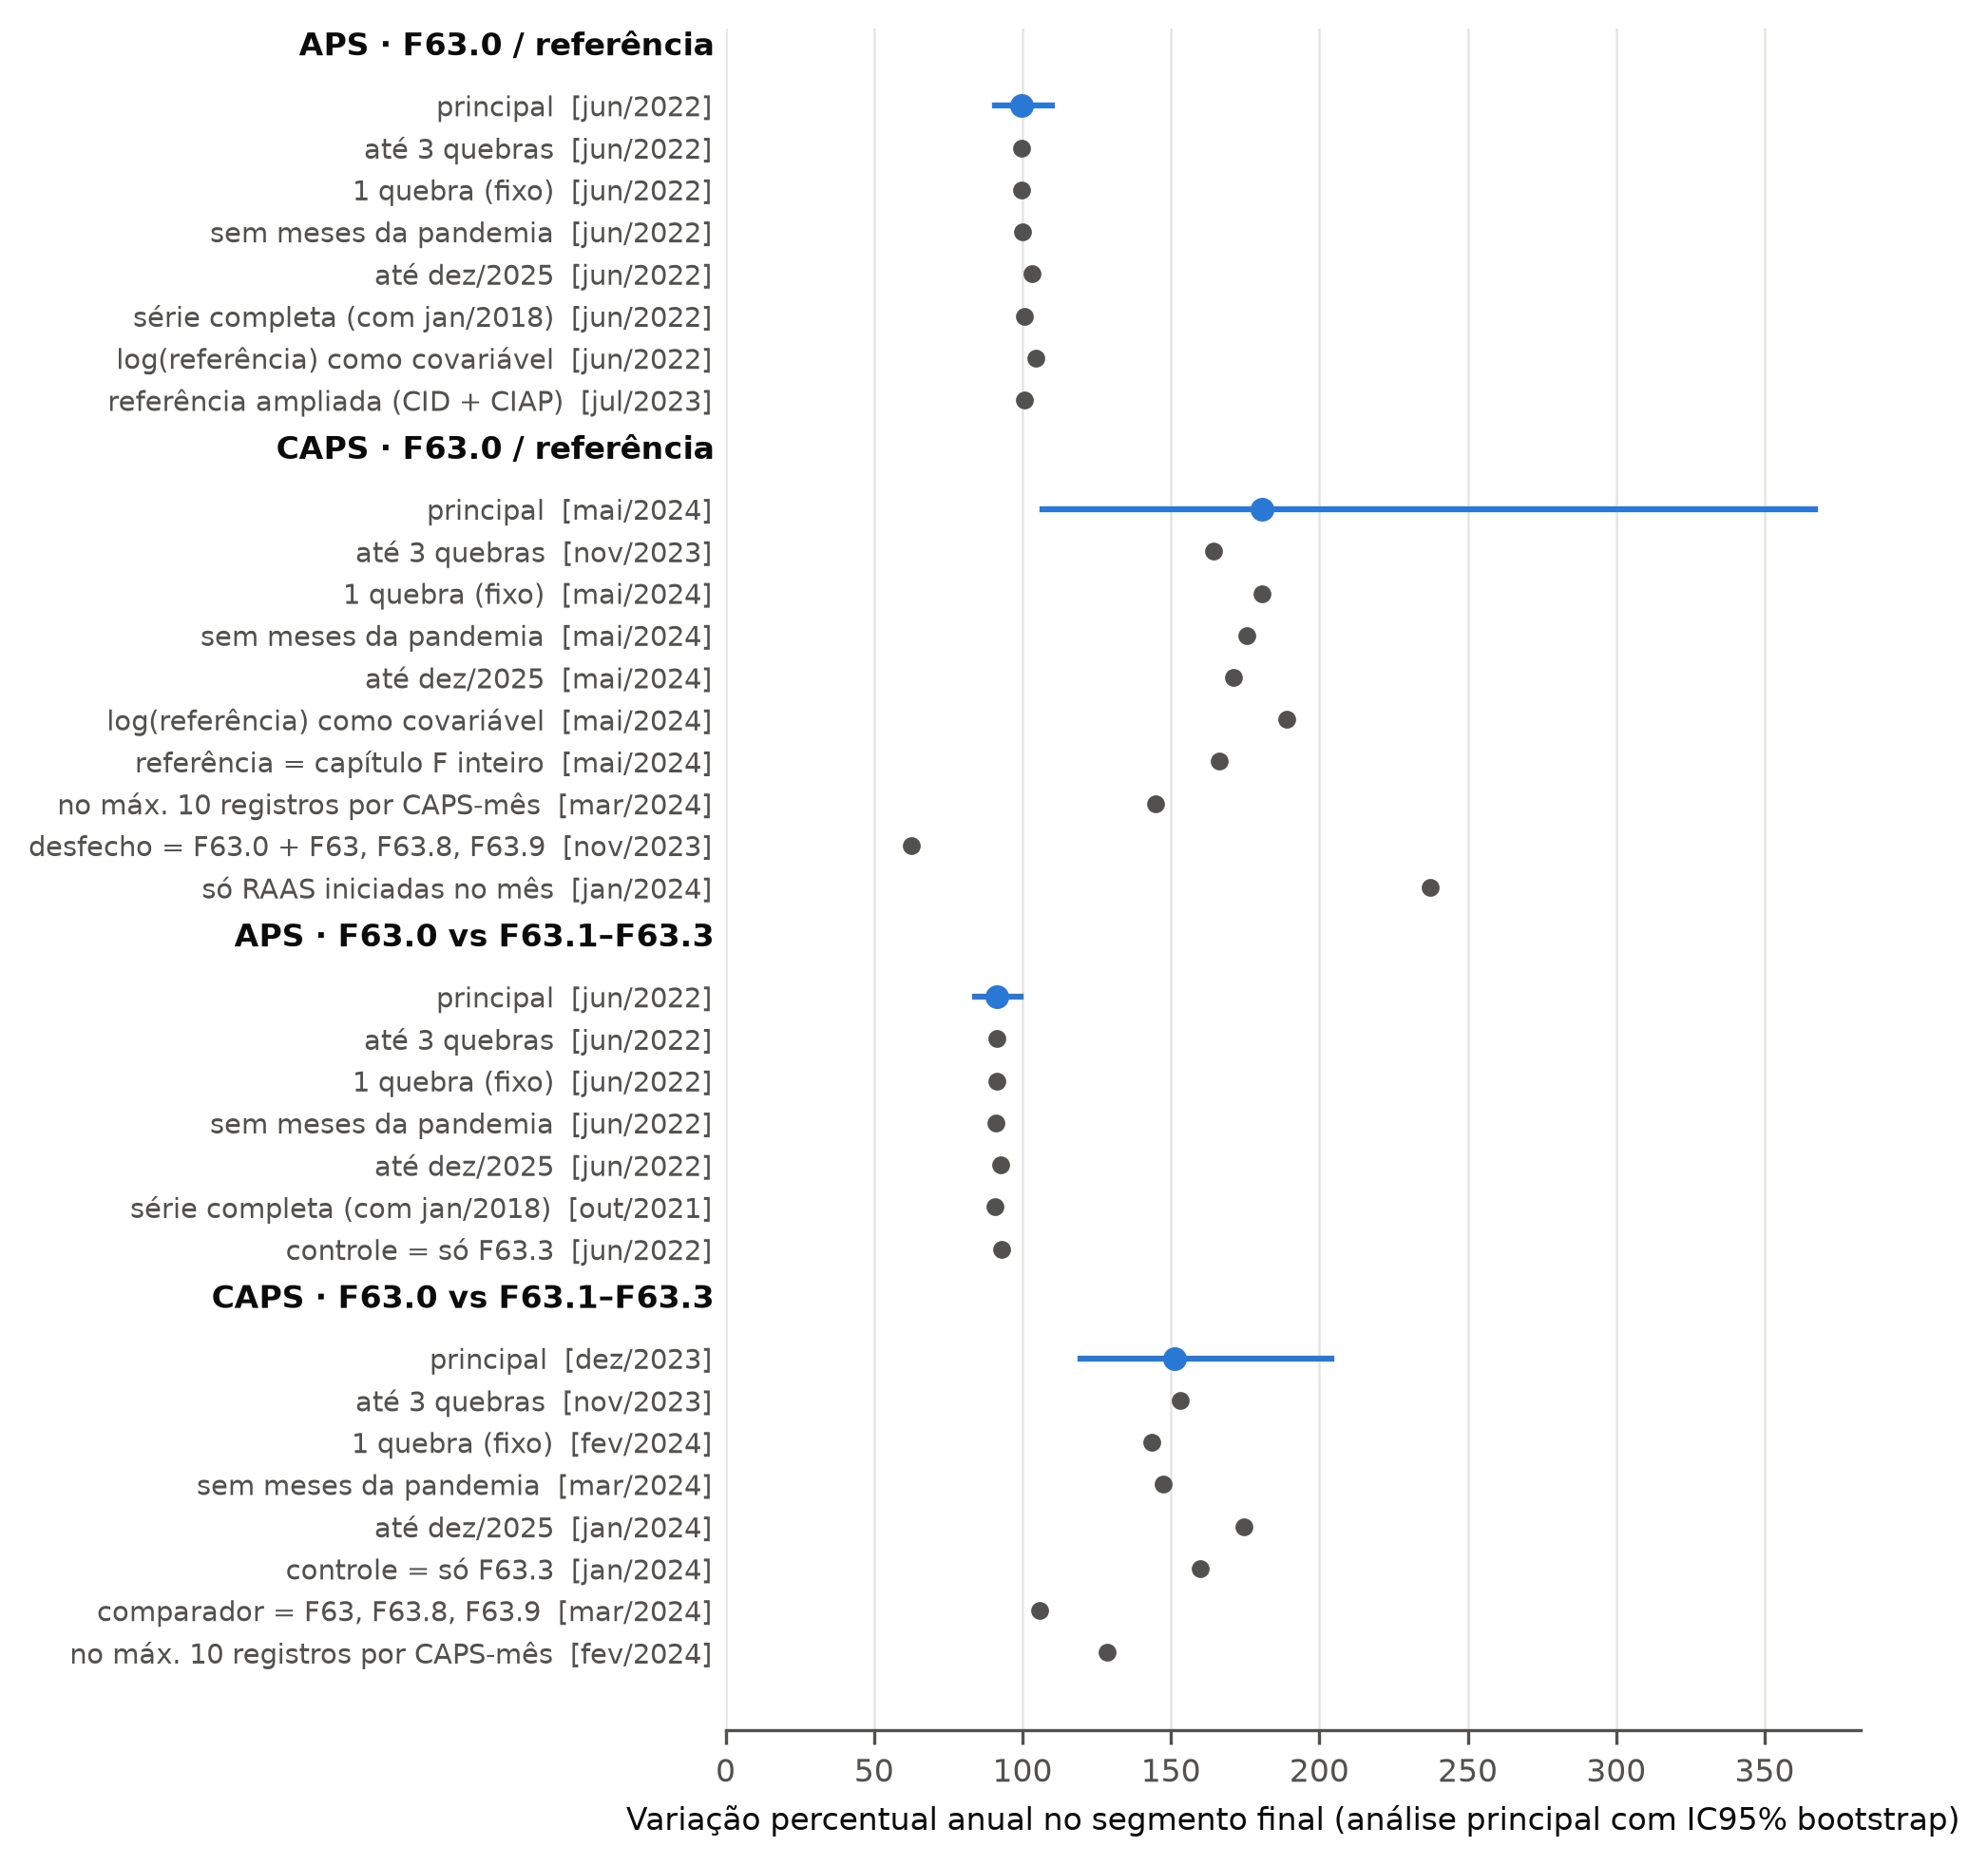 APS · F63.0 / referência
principal [jun/2022]
até 3 quebras [jun/2022]
1 quebra (fixo) [jun/2022]
sem meses da pandemia [jun/2022]
até dez/2025 [jun/2022]
série completa (com jan/2018) [jun/2022]
log(referência) como covariável [jun/2022]
referência ampliada (CID + CIAP) [jul/2023]
CAPS · F63.0 / referência
principal [mai/2024]
até 3 quebras [nov/2023]
1 quebra (fixo) [mai/2024]
sem meses da pandemia [mai/2024]
até dez/2025 [mai/2024]
log(referência) como covariável [mai/2024]
referência = capítulo F inteiro [mai/2024]
no máx. 10 registros por CAPS-mês [mar/2024]
desfecho = F63.0 + F63, F63.8, F63.9 [nov/2023]
só RAAS iniciadas no mês [jan/2024]
APS · F63.0 vs F63.1–F63.3
principal [jun/2022]
até 3 quebras [jun/2022]
1 quebra (fixo) [jun/2022]
sem meses da pandemia [jun/2022]
até dez/2025 [jun/2022]
série completa (com jan/2018) [out/2021]
controle = só F63.3 [jun/2022]
CAPS · F63.0 vs F63.1–F63.3
principal [dez/2023]
até 3 quebras [nov/2023]
1 quebra (fixo) [fev/2024]
sem meses da pandemia [mar/2024]
até dez/2025 [jan/2024]
controle = só F63.3 [jan/2024]
comparador = F63, F63.8, F63.9 [mar/2024]
no máx. 10 registros por CAPS-mês [fev/2024]
0 50 100 150 200 250 300 350
Variação percentual anual no segmento final (análise principal com IC95% bootstrap)